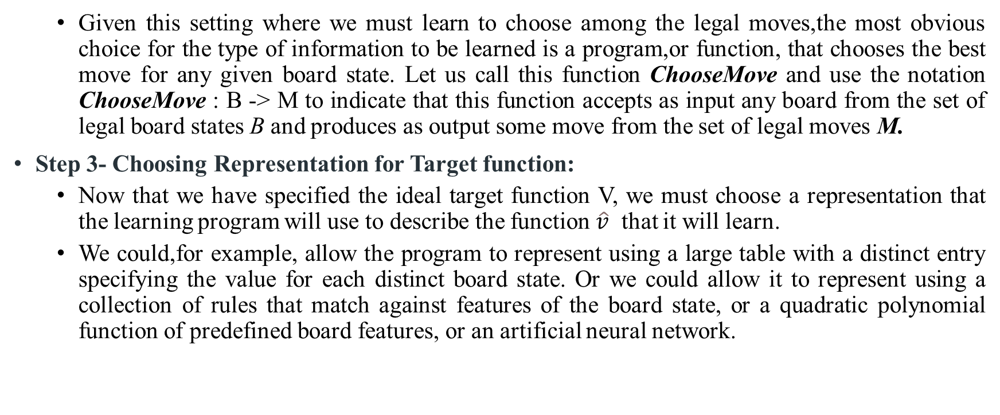 • Given this setting where we must learn to choose among the legal moves,the most obvious
choice for the type of information to be learned is a program,or function, that chooses the best
move for any given board state. Let us call this function ChooseMove and use the notation
ChooseMove : B -> M to indicate that this function accepts as input any board from the set of
legal board states B and produces as output some move from the set of legal moves M.
• Step 3- Choosing Representation for Target function:
• Now that we have specified the ideal target function V, we must choose a representation that
the learning program will use to describe the function v̂ that it will learn.
• We could,for example, allow the program to represent using a large table with a distinct entry
specifying the value for each distinct board state. Or we could allow it to represent using a
collection of rules that match against features of the board state, or a quadratic polynomial
function of predefined board features, or an artificial neural network.